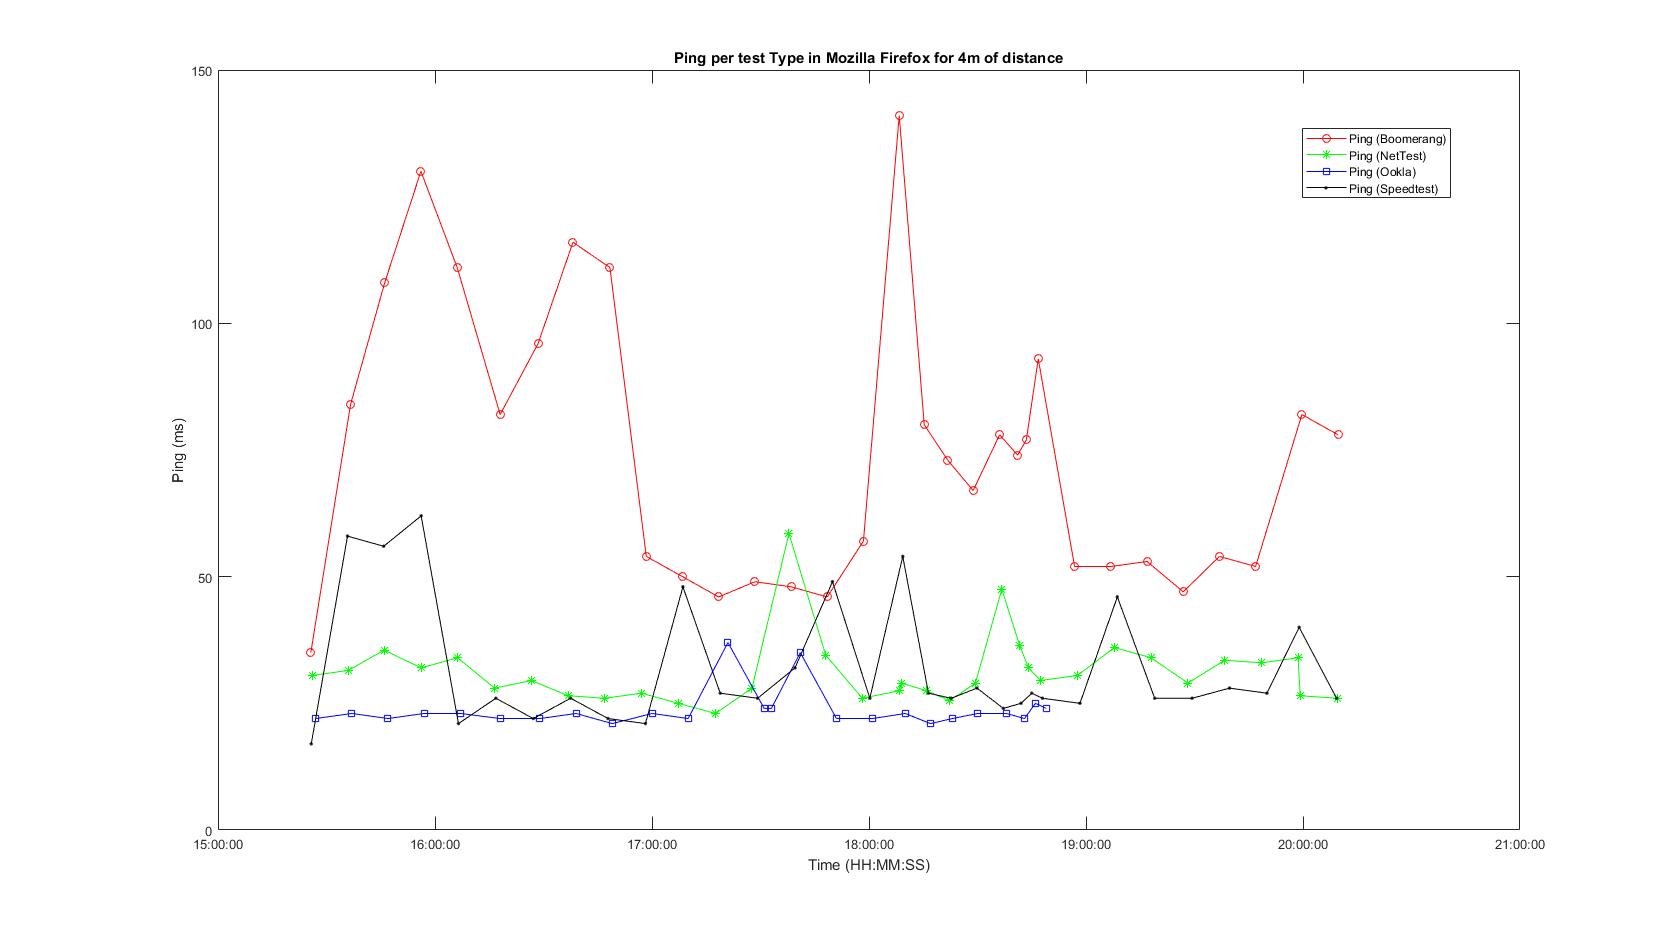 Ping per test Type in Mozilla Firefox for 4m of distance
150
100
50
0
Ping (ms)
Ping (Boomerang)
Ping (NetTest)
Ping (Ookla)
Ping (Speedtest)
15:00:00 16:00:00 17:00:00 18:00:00 19:00:00 20:00:00 21:00:00
Time (HH:MM:SS)